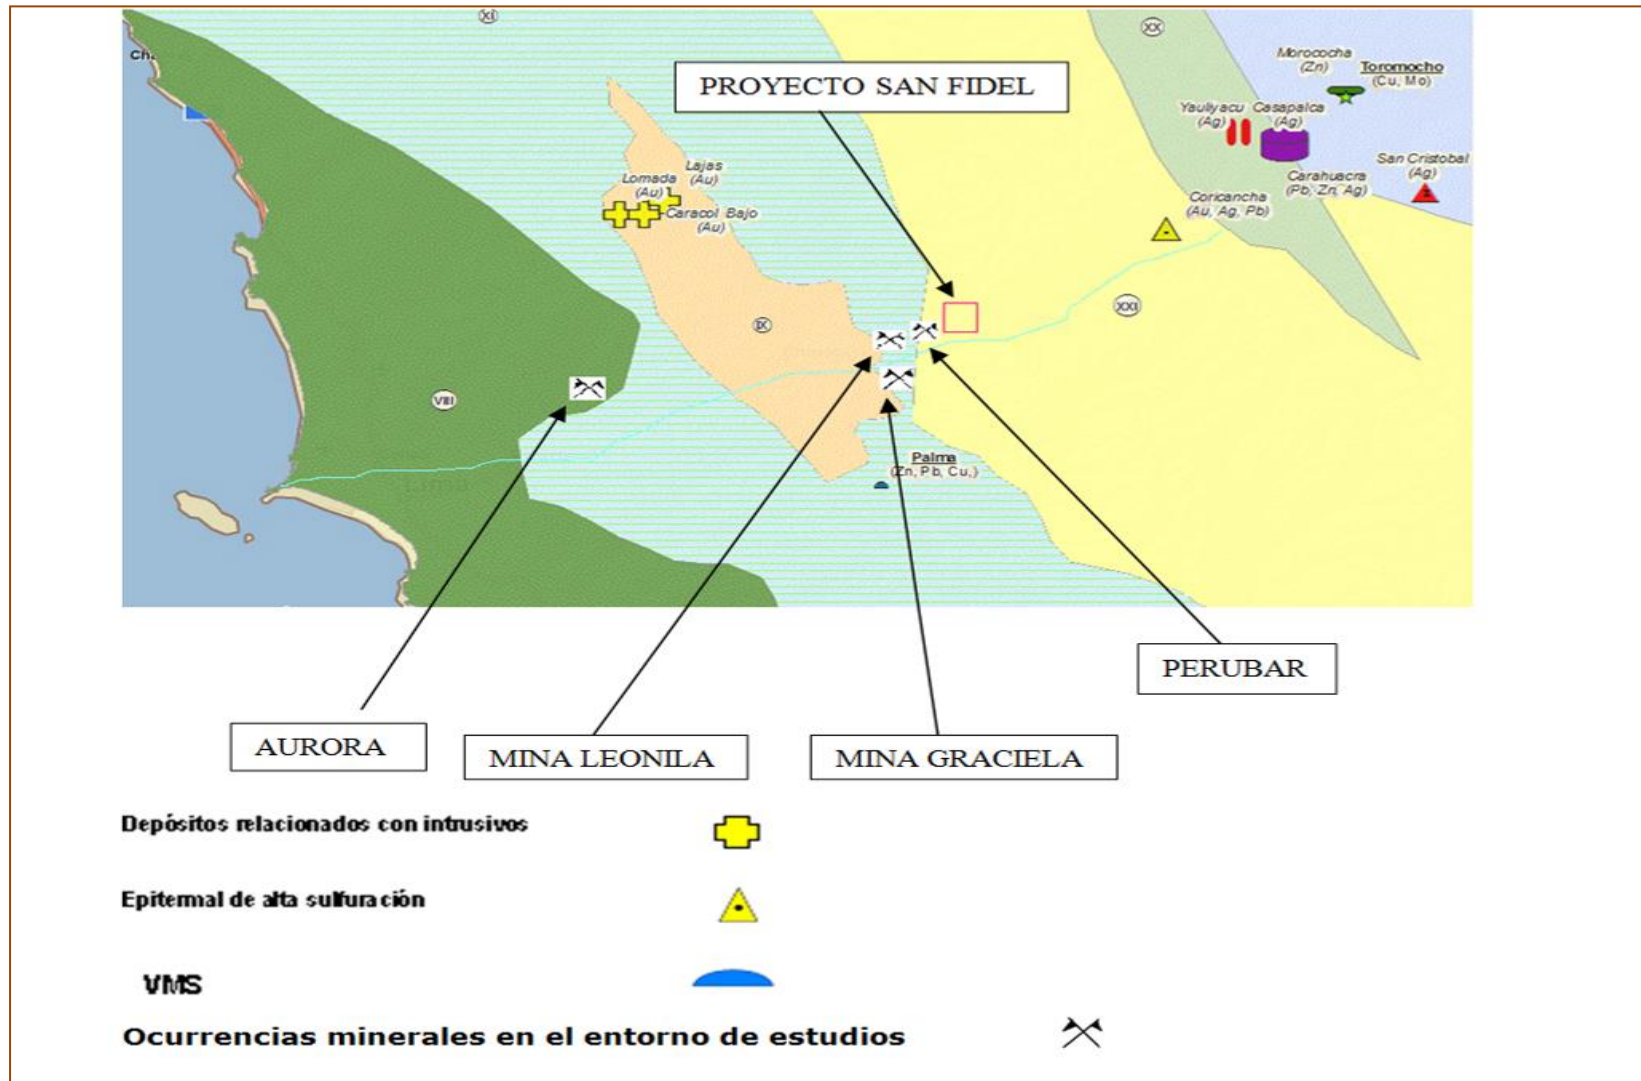 XI
XX
Morococha
(Zn)
Toromocho
(Cu, Mo)
PROYECTO SAN FIDEL
Yauliyacu
(Ag)
Casapalca
(Ag)
San Cristobal
(Ag)
Carahuacra
(Pb, Zn, Ag)
Lajas
(Au)
Lomada
(Au)
Caracol Bajo
(Au)
Coricancha
(Au, Ag, Pb)
XXI
IX
VIII
Lima
Palma
(Zn, Pb, Cu,)
PERUBAR
AURORA
MINA LEONILA
MINA GRACIELA
Depósitos relacionados con intrusivos
Epitermal de alta sulfuración
VMS
Ocurrencias minerales en el entorno de estudios